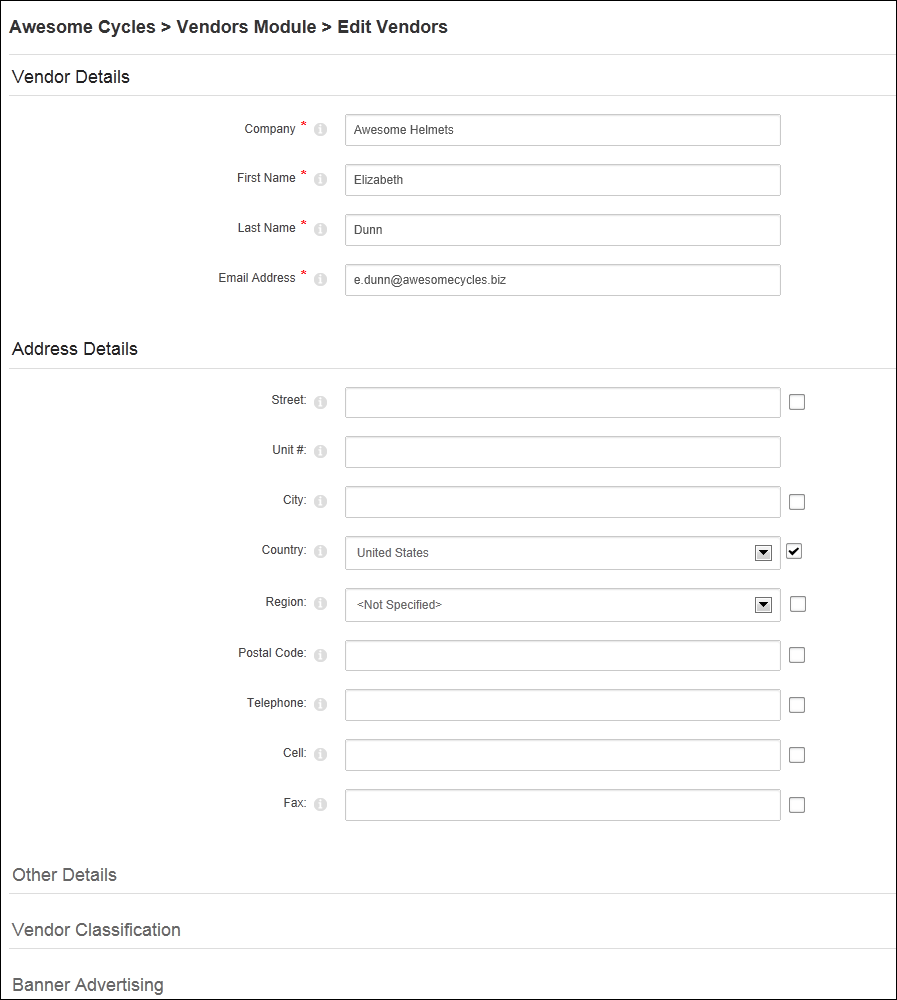 Awesome Cycles > Vendors Module > Edit Vendors
Vendor Details
Company * Awesome Helmets
First Name * Elizabeth
Last Name * Dunn
Email Address * e.dunn@awesomecycles.biz
Address Details
Street:
Unit #:
City:
Country: United States
Region: <Not Specified>
Postal Code:
Telephone:
Cell:
Fax:
Other Details
Vendor Classification
Banner Advertising